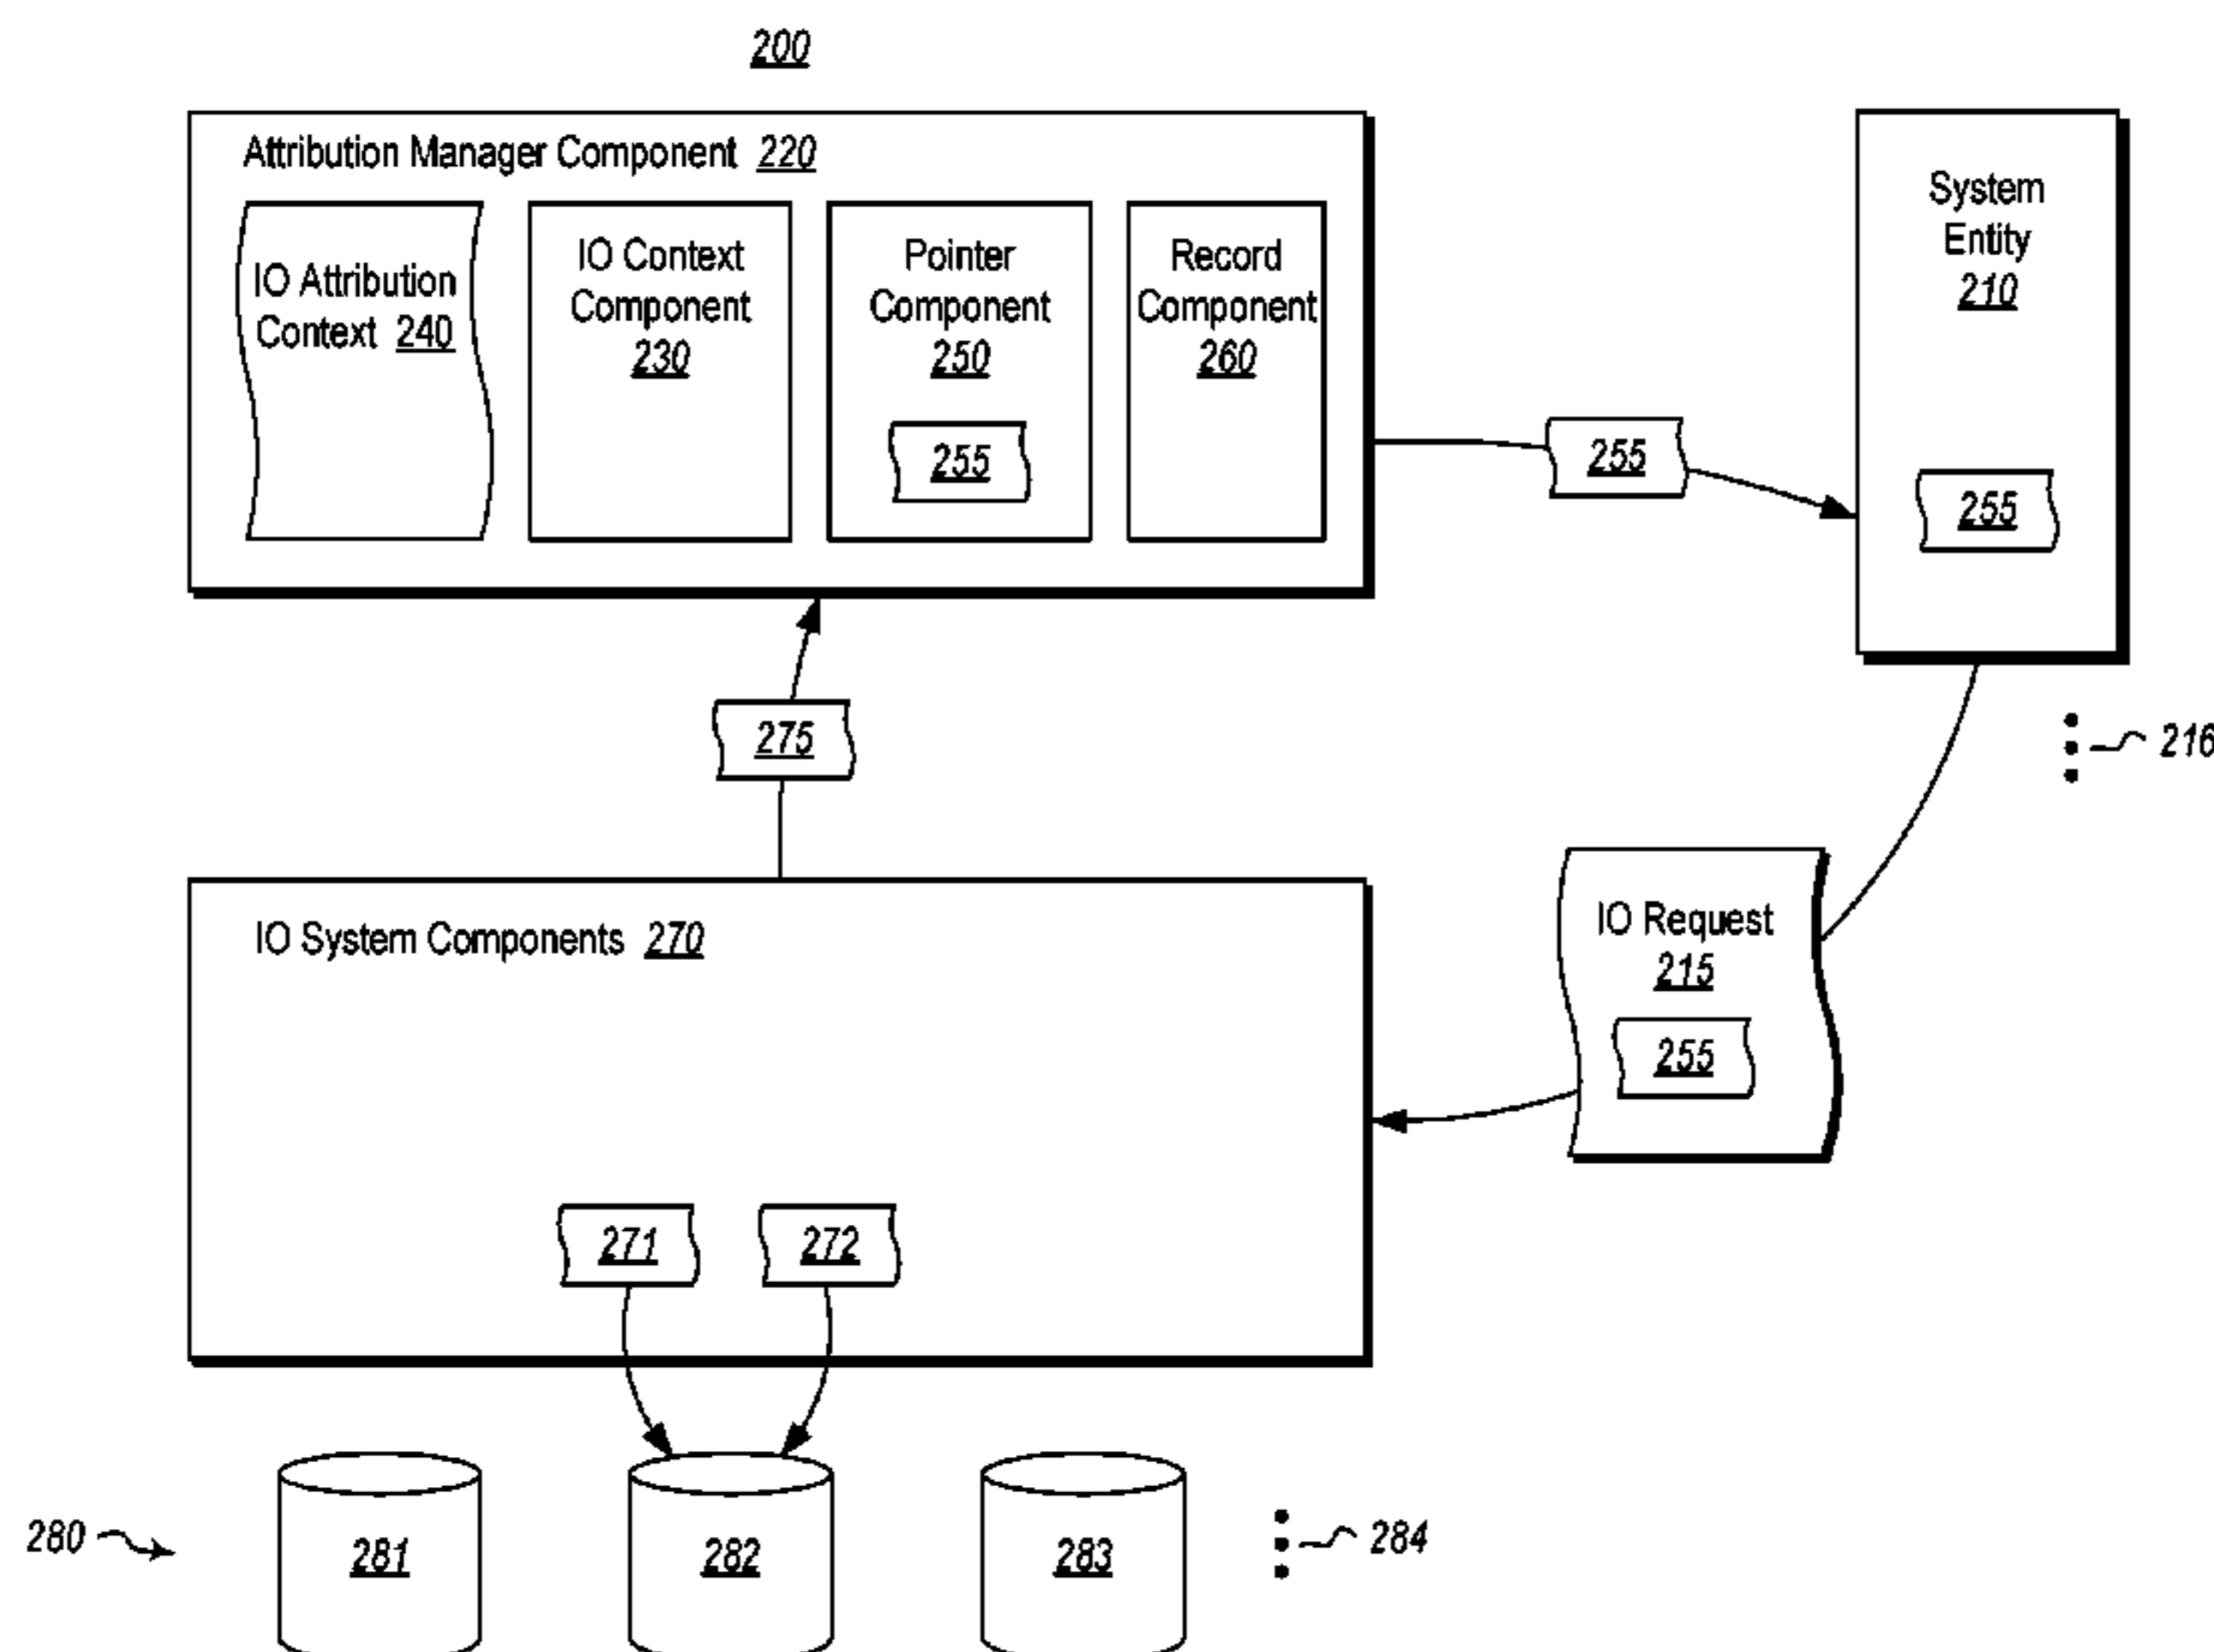 200
Attribution Manager Component 220
IO Attribution
Context 240
IO Context
Component
230
Pointer
Component
250
255
Record
Component
260
255
System
Entity
210
255
275
216
IO System Components 270
IO Request
215
255
271
272
280
281
282
283
284